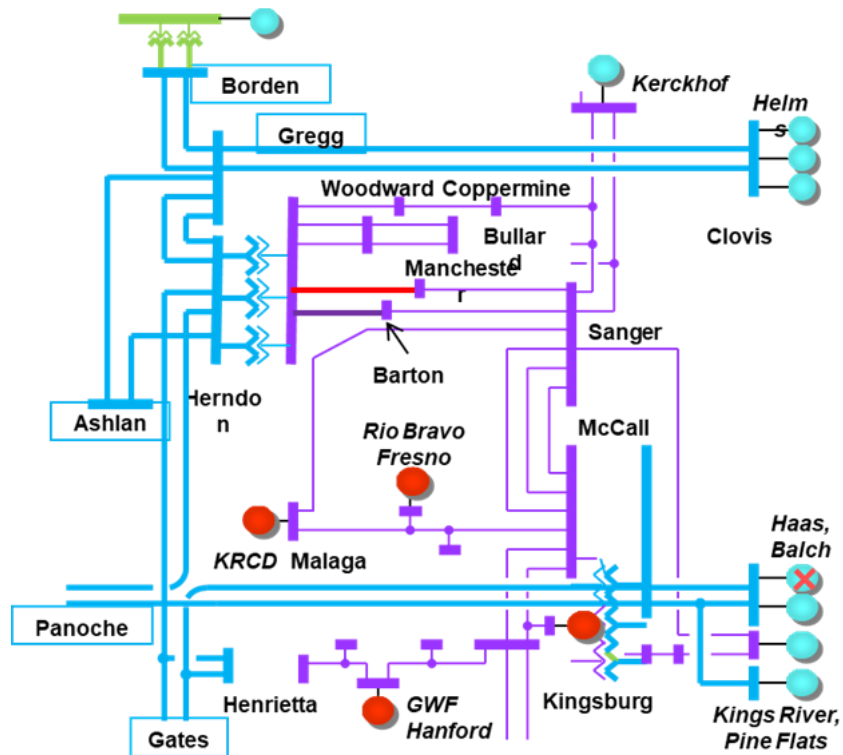 Borden
Kerckhof
Helm
s
Gregg
Woodward Coppermine
Bullar
d
Clovis
Mancheste
r
Sanger
Barton
Herndo
n
Ashlan
McCall
Rio Bravo
Fresno
Haas,
Balch
KRCD Malaga
Panoche
Henrietta
GWF
Hanford
Kingsburg
Kings River,
Pine Flats
Gates